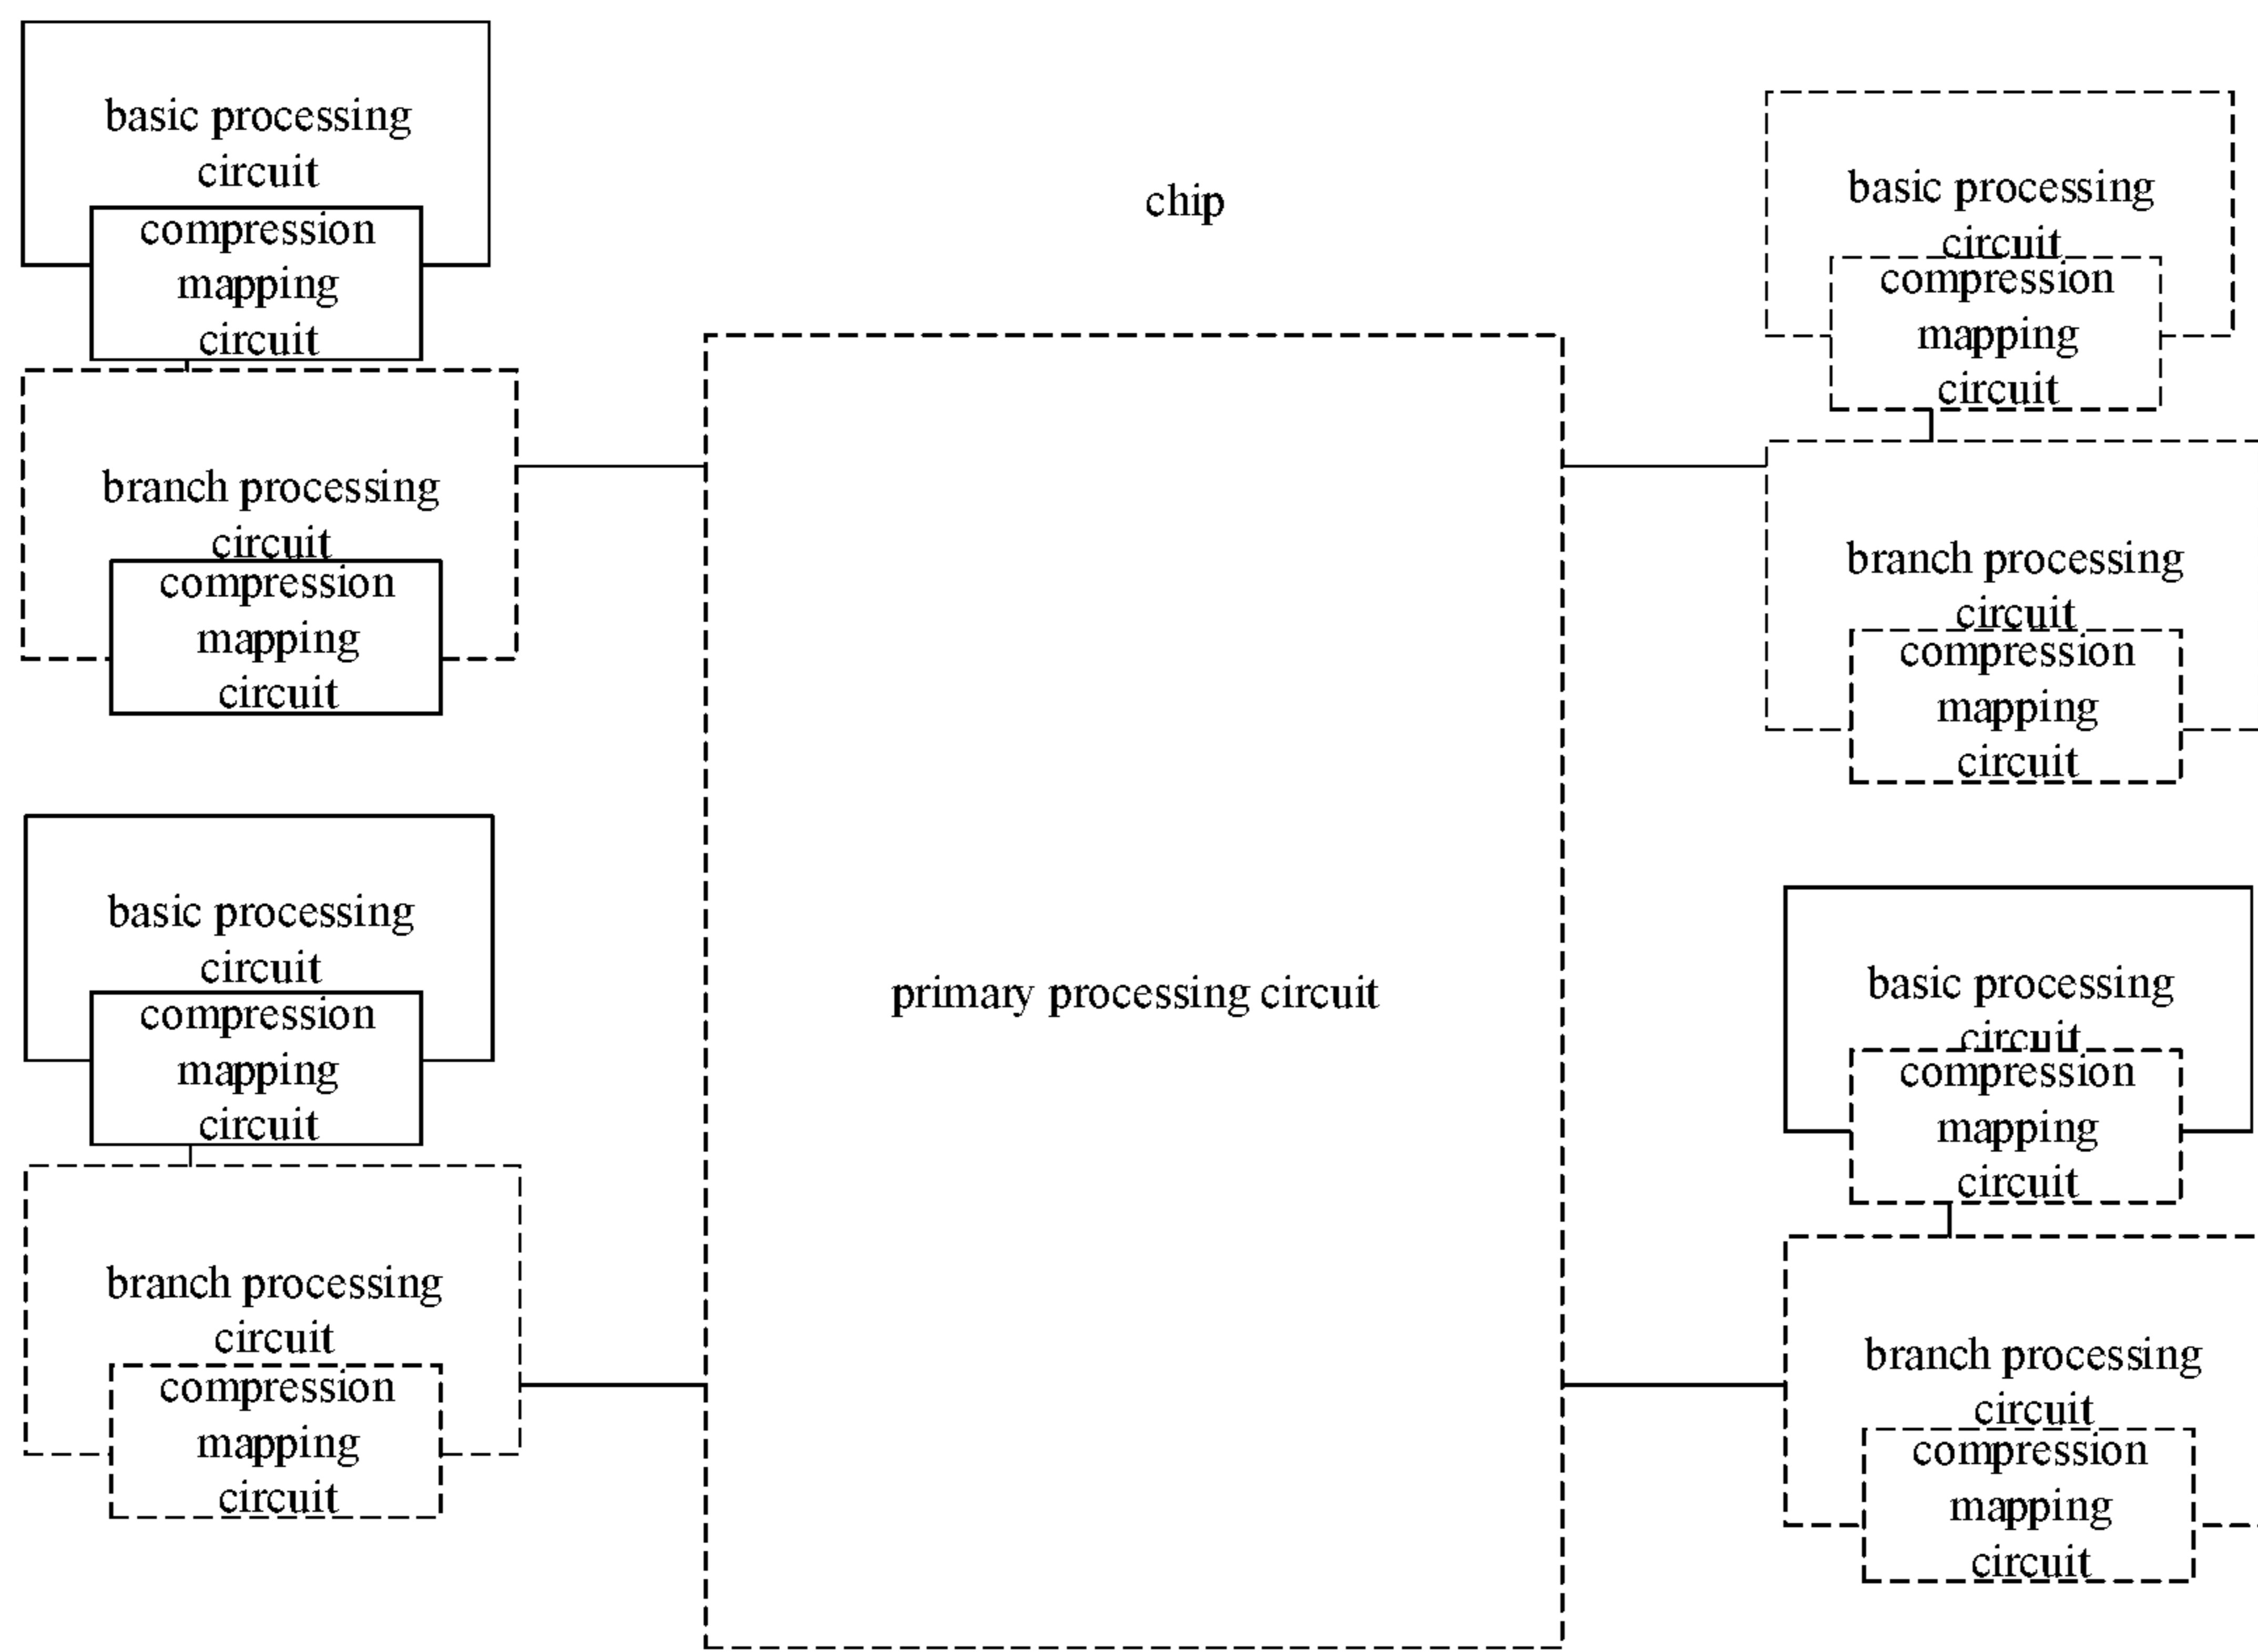 basic processing
circuit
compression
mapping
circuit
branch processing
circuit
compression
mapping
circuit
basic processing
circuit
compression
mapping
circuit
branch processing
circuit
compression
mapping
circuit
chip
primary processing circuit
basic processing
circuit
compression
mapping
circuit
branch processing
circuit
compression
mapping
circuit
basic processing
circuit
compression
mapping
circuit
branch processing
circuit
compression
mapping
circuit